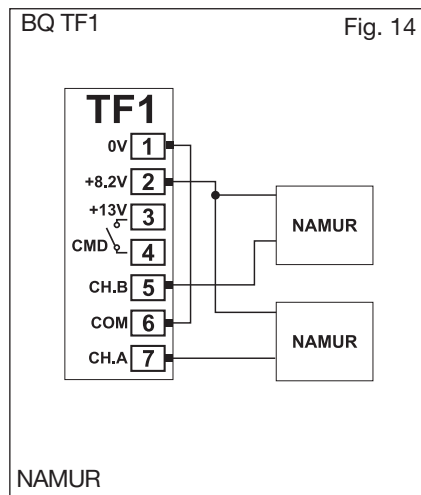 BQ TF1
Fig. 14
TF1
0V 1
+8.2V 2
+13V 3
CMD 4
CH.B 5
COM 6
CH.A 7
NAMUR
NAMUR
NAMUR